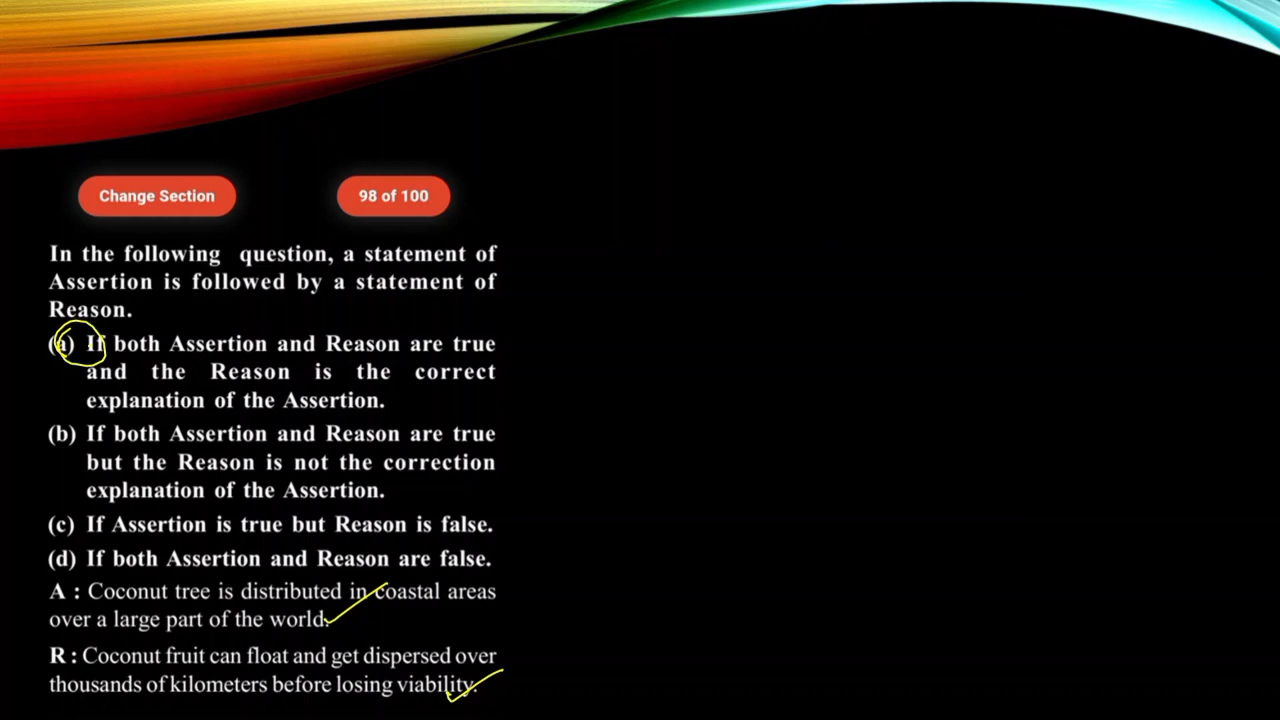 Change Section
98 of 100
In the following question, a statement of
Assertion is followed by a statement of
Reason.
(a) If both Assertion and Reason are true
and the Reason is the correct
explanation of the Assertion.
(b) If both Assertion and Reason are true
but the Reason is not the correction
explanation of the Assertion.
(c) If Assertion is true but Reason is false.
(d) If both Assertion and Reason are false.
A : Coconut tree is distributed in coastal areas
over a large part of the world.
R : Coconut fruit can float and get dispersed over
thousands of kilometers before losing viability.